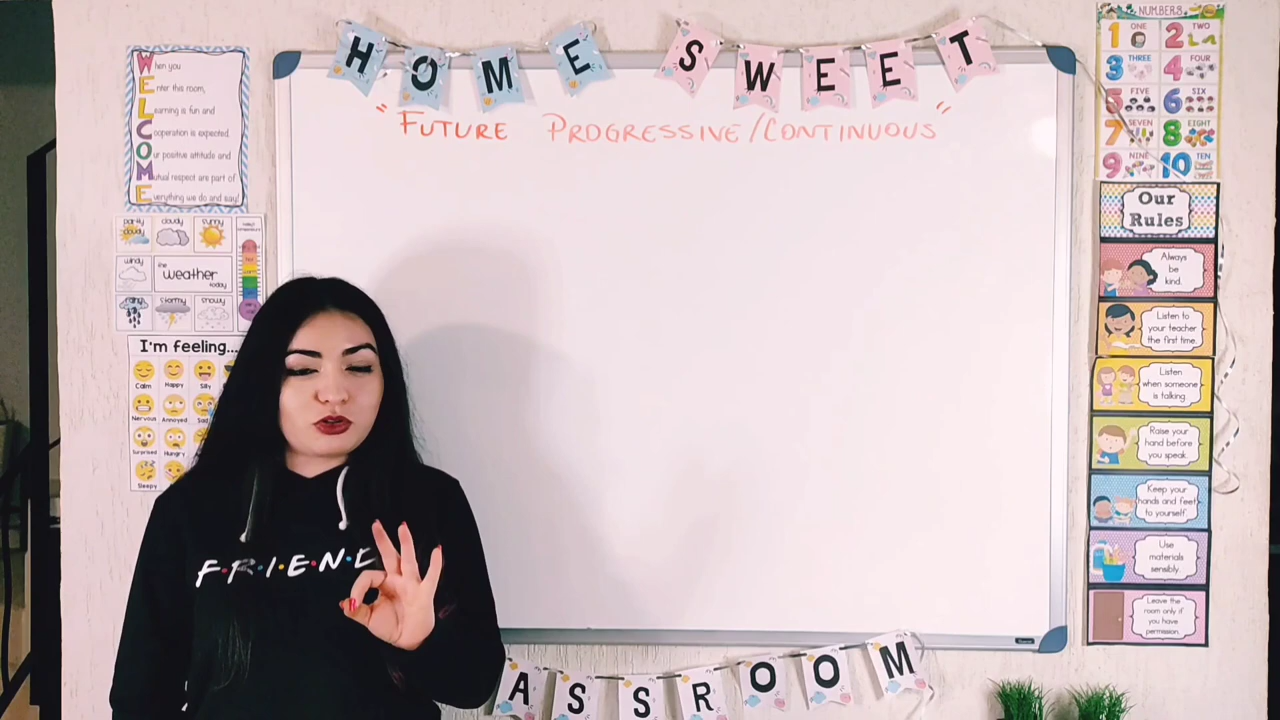 HOME SWEET
"FUTURE PROGRESSIVE/CONTINUOUS"
When you
Enter this room,
Learning is fun and
Cooperation is expected.
Our positive attitude and
Mutual respect are part of
Everything we do and say!
partly cloudy
cloudy
sunny
windy
the weather today
rainy
stormy
snowy
I'm feeling...
Calm Happy Silly
Nervous Annoyed Sad
Surprised Hungry
Sleepy
F·R·I·E·N·D
NUMBERS
1 ONE 2 TWO
3 THREE 4 FOUR
5 FIVE 6 SIX
7 SEVEN 8 EIGHT
9 NINE 10 TEN
Our
Rules
Always
be
kind.
Listen to
your teacher
the first time.
Listen
when someone
is talking.
Raise your
hand before
you speak.
Keep your
hands and feet
to yourself.
Use
materials
sensibly.
Leave the
room only if
you have
permission.
ASSROOM